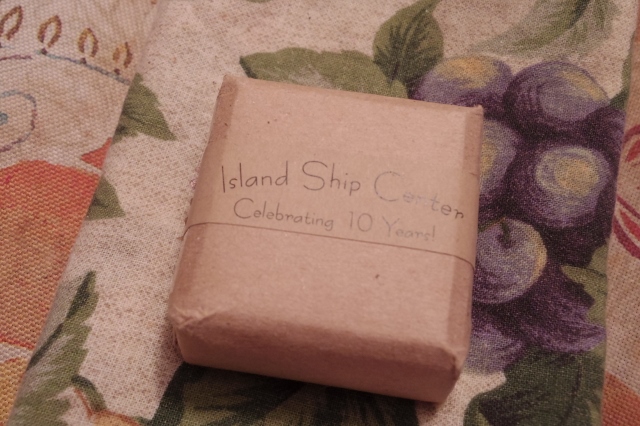 Island Ship Center
Celebrating 10 Years!